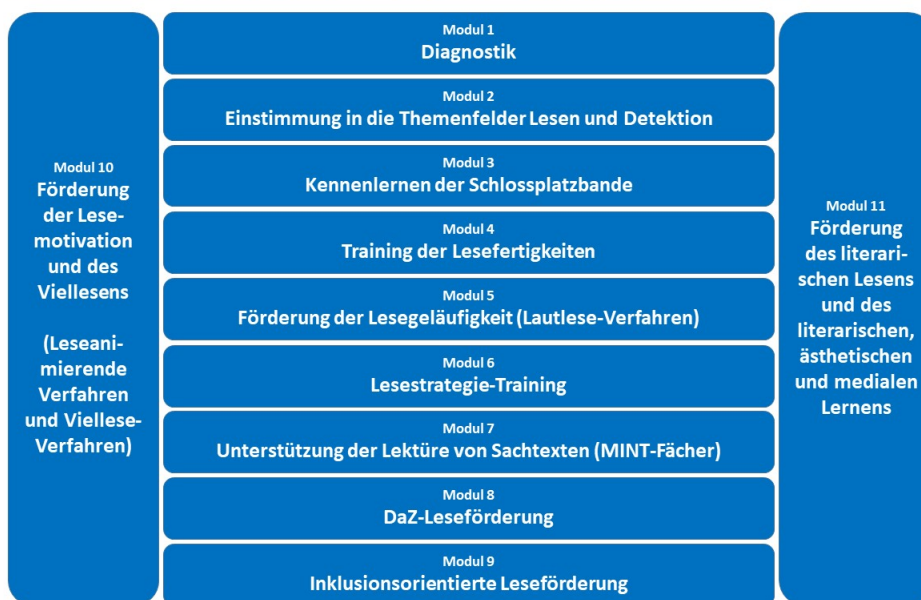 Modul 1
Diagnostik
Modul 2
Einstimmung in die Themenfelder Lesen und Detektion
Modul 3
Kennenlernen der Schlossplatzbande
Modul 4
Training der Lesefertigkeiten
Modul 5
Förderung der Lesegeläufigkeit (Lautlese-Verfahren)
Modul 6
Lesestrategie-Training
Modul 7
Unterstützung der Lektüre von Sachtexten (MINT-Fächer)
Modul 8
DaZ-Leseförderung
Modul 9
Inklusionsorientierte Leseförderung
Modul 10
Förderung
der Lese-
motivation
und des
Viellesens
(Leseani-
mierende
Verfahren
und Viellese-
Verfahren)
Modul 11
Förderung
des literari-
schen Lesens
und des
literarischen,
ästhetischen
und medialen
Lernens